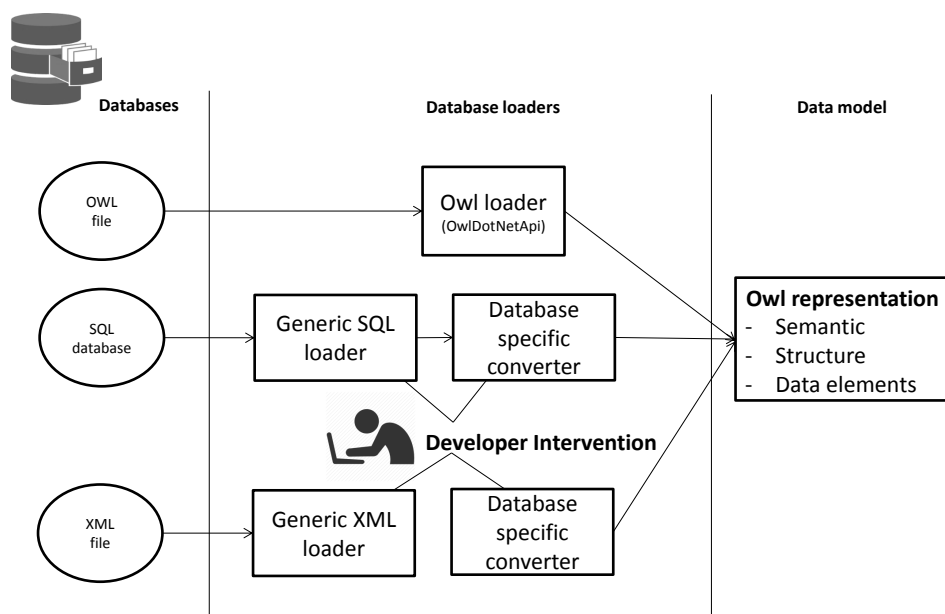 Databases
Database loaders
Data model
OWL
file
Owl loader
(OwlDotNetApi)
SQL
database
Generic SQL
loader
Database
specific
converter
Owl representation
- Semantic
- Structure
- Data elements
Developer Intervention
XML
file
Generic XML
loader
Database
specific
converter